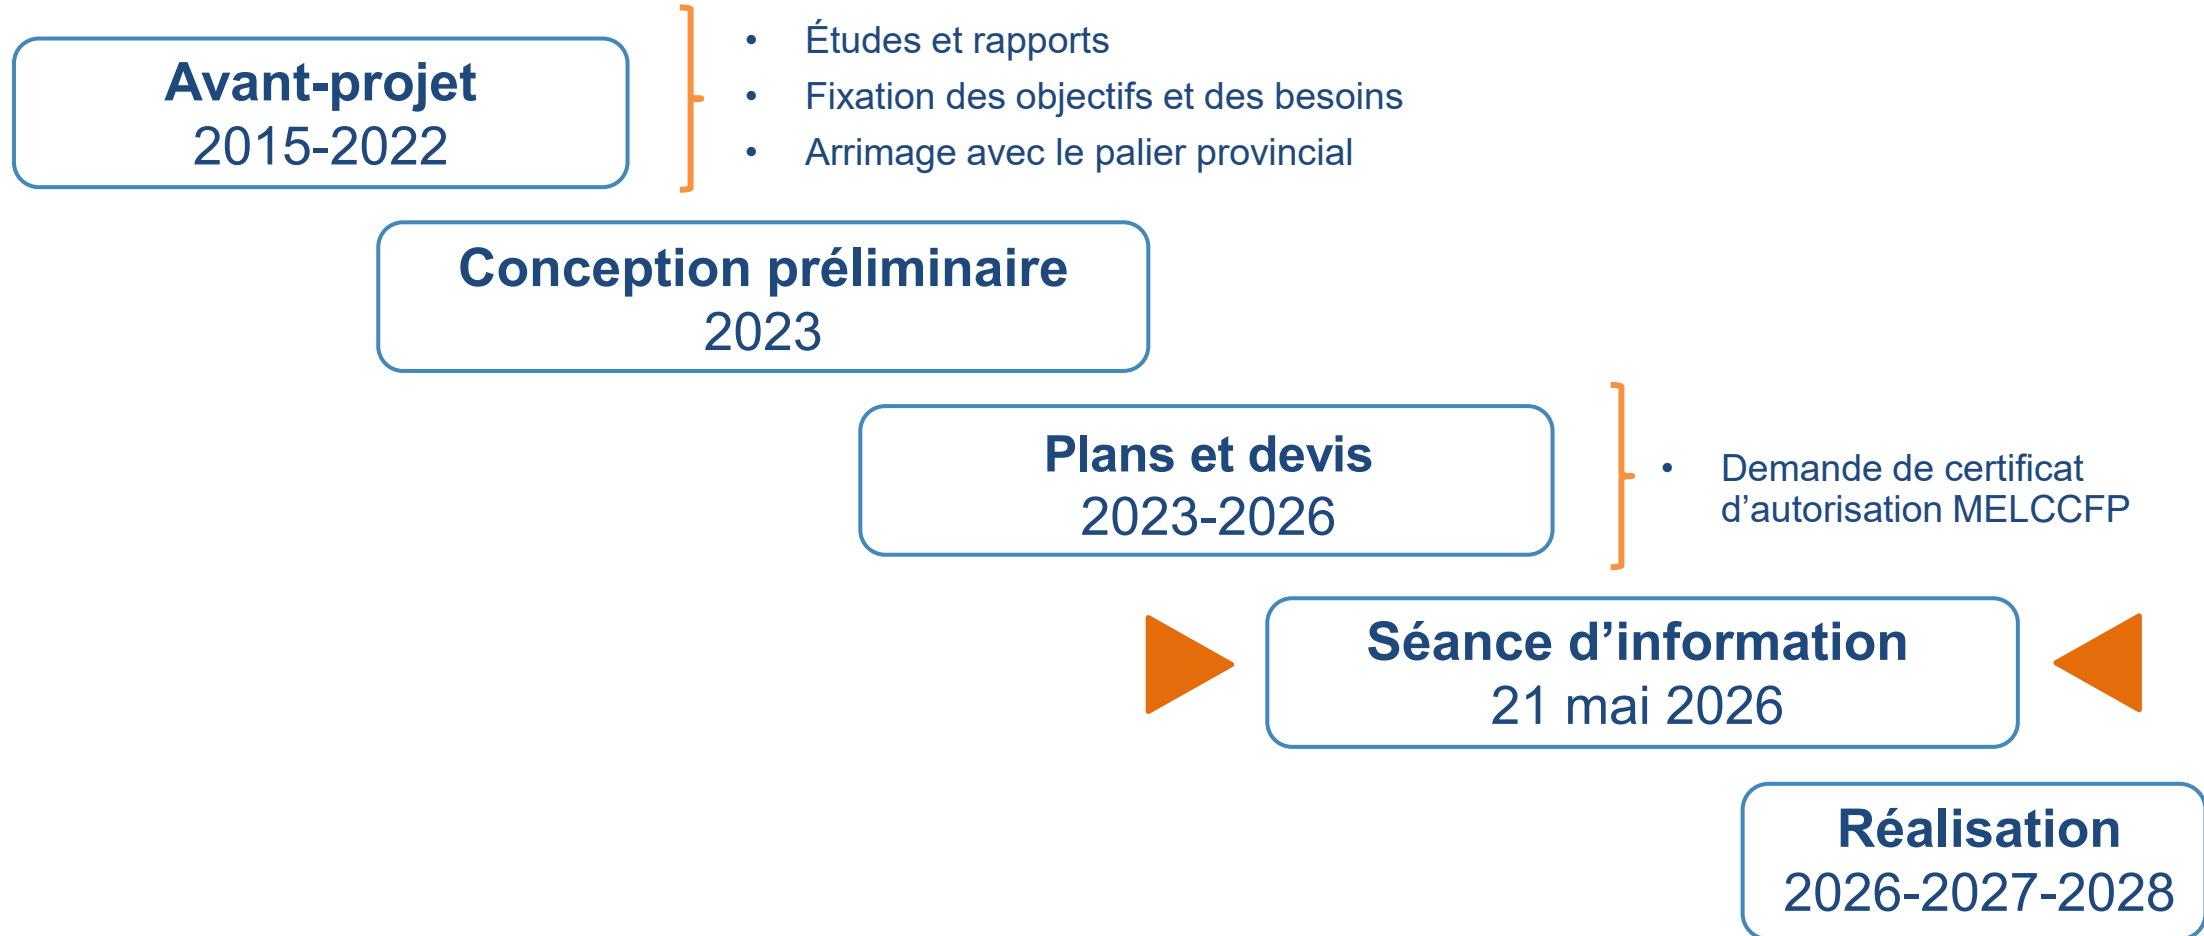 Avant-projet
2015-2022
• Études et rapports
• Fixation des objectifs et des besoins
• Arrimage avec le palier provincial
Conception préliminaire
2023
Plans et devis
2023-2026
• Demande de certificat
d’autorisation MELCCFP
Séance d’information
21 mai 2026
Réalisation
2026-2027-2028